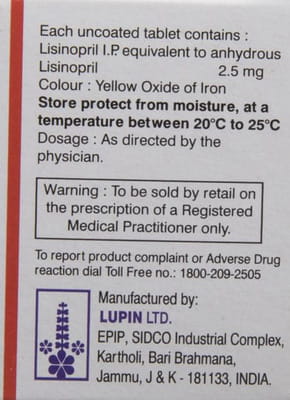 Each uncoated tablet contains :
Lisinopril I.P. equivalent to anhydrous
Lisinopril 2.5 mg
Colour : Yellow Oxide of Iron
Store protect from moisture, at a
temperature between 20°C to 25°C
Dosage : As directed by the
physician.
Warning : To be sold by retail on
the prescription of a Registered
Medical Practitioner only.
To report product complaint or Adverse Drug
reaction dial Toll Free no.: 1800-209-2505
Manufactured by:
LUPIN LTD.
EPIP, SIDCO Industrial Complex,
Kartholi, Bari Brahmana,
Jammu, J & K - 181133, INDIA.